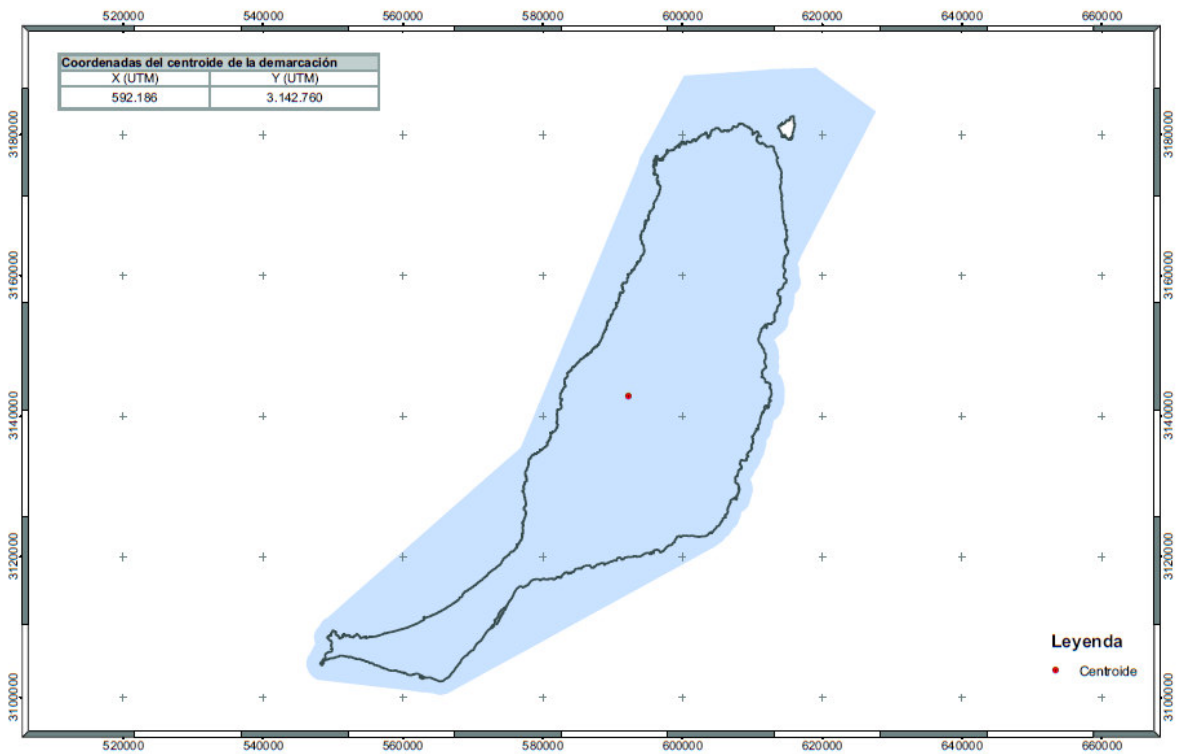 520000 540000 560000 580000 600000 620000 640000 660000
Coordenadas del centroide de la demarcación
X (UTM) Y (UTM)
592.186 3.142.760
3180000 3180000
3160000 3160000
3140000 3140000
3120000 3120000
Leyenda
Centroide
3100000 3100000
520000 540000 560000 580000 600000 620000 640000 660000